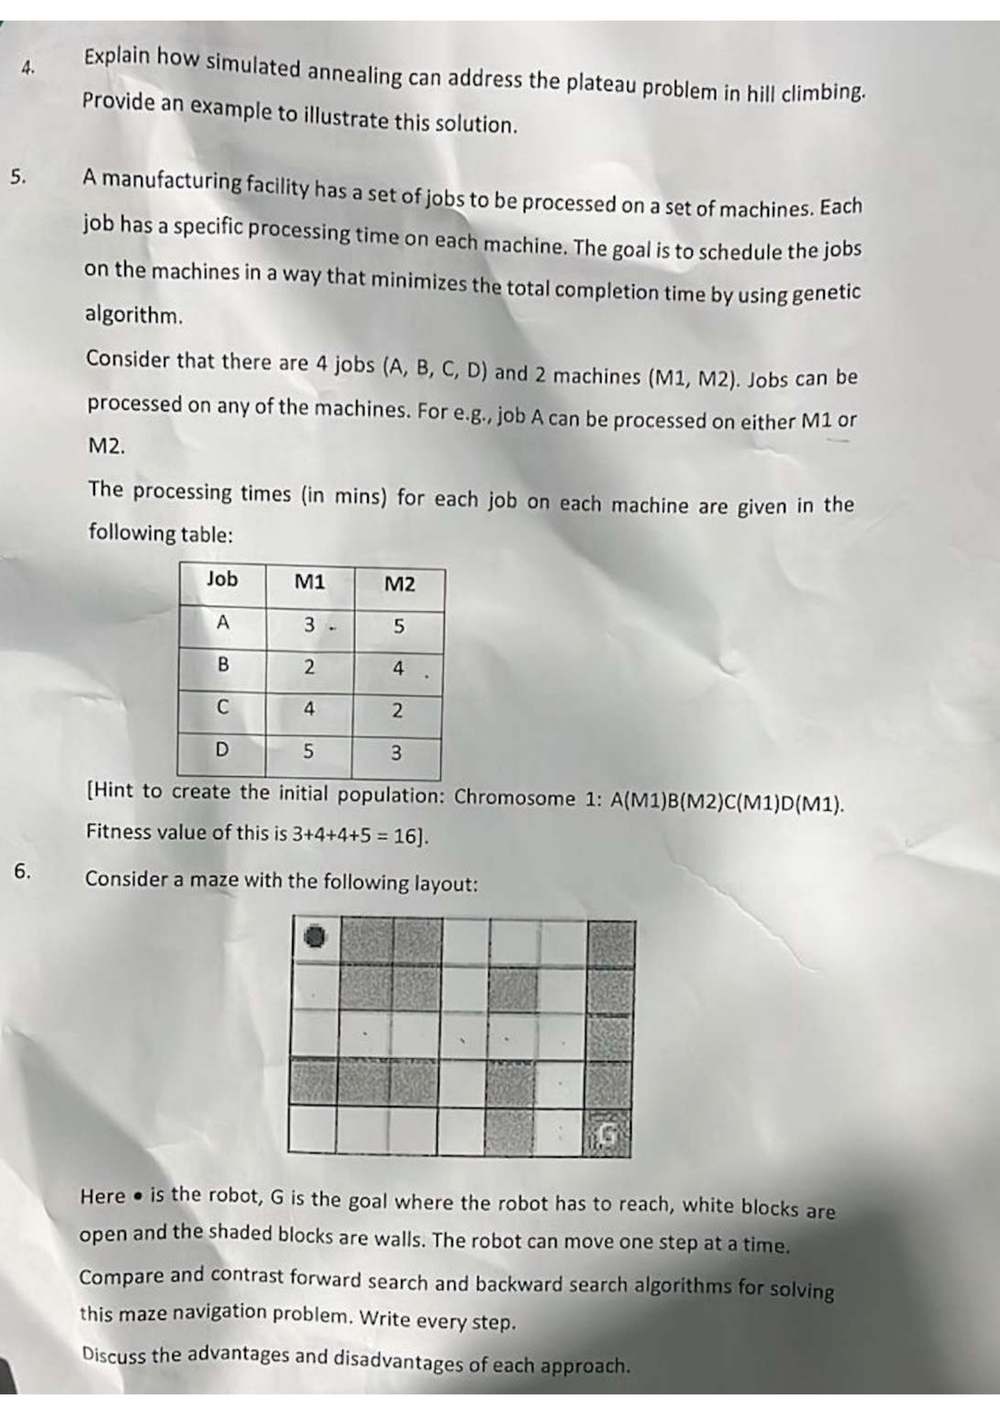 4. Explain how simulated annealing can address the plateau problem in hill climbing.
Provide an example to illustrate this solution.
5. A manufacturing facility has a set of jobs to be processed on a set of machines. Each
job has a specific processing time on each machine. The goal is to schedule the jobs
on the machines in a way that minimizes the total completion time by using genetic
algorithm.
Consider that there are 4 jobs (A, B, C, D) and 2 machines (M1, M2). Jobs can be
processed on any of the machines. For e.g., job A can be processed on either M1 or
M2.
The processing times (in mins) for each job on each machine are given in the
following table:
Job M1 M2
A 3 5
B 2 4
C 4 2
D 5 3
[Hint to create the initial population: Chromosome 1: A(M1)B(M2)C(M1)D(M1).
Fitness value of this is 3+4+4+5 = 16].
6. Consider a maze with the following layout:
G
Here • is the robot, G is the goal where the robot has to reach, white blocks are
open and the shaded blocks are walls. The robot can move one step at a time.
Compare and contrast forward search and backward search algorithms for solving
this maze navigation problem. Write every step.
Discuss the advantages and disadvantages of each approach.